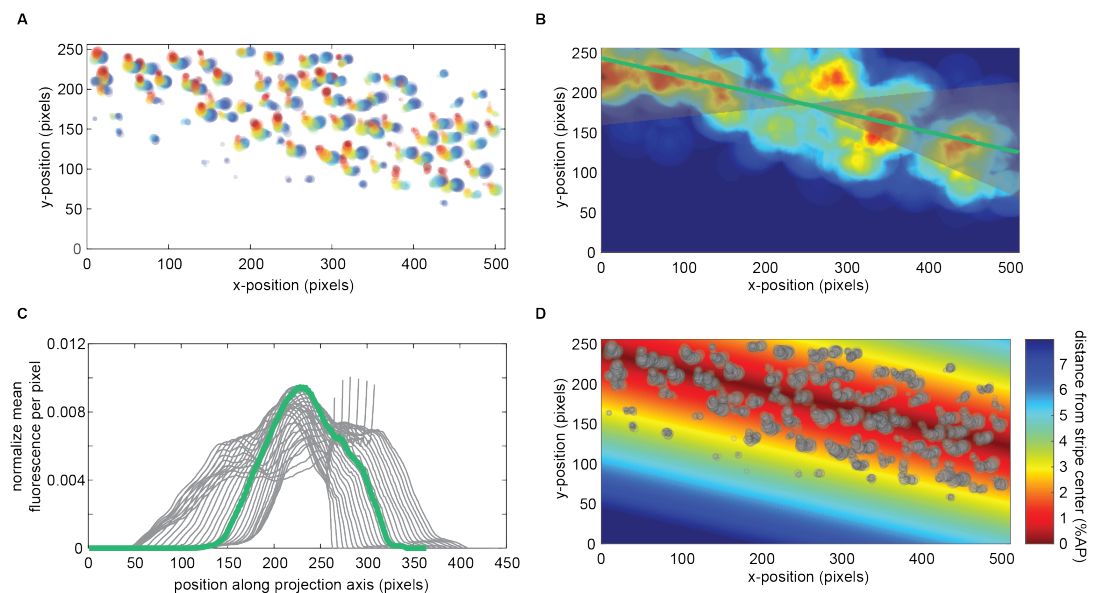 A
250
200
150
100
50
0
y-position (pixels)
0 100 200 300 400 500
x-position (pixels)
B
250
200
150
100
50
0
y-position (pixels)
0 100 200 300 400 500
x-position (pixels)
C
0.012
0.008
0.004
0
normalize mean
fluorescence per pixel
0 50 100 150 200 250 300 350 400 450
position along projection axis (pixels)
D
250
200
150
100
50
0
y-position (pixels)
0 100 200 300 400 500
x-position (pixels)
7
6
5
4
3
2
1
0
distance from stripe center (%AP)